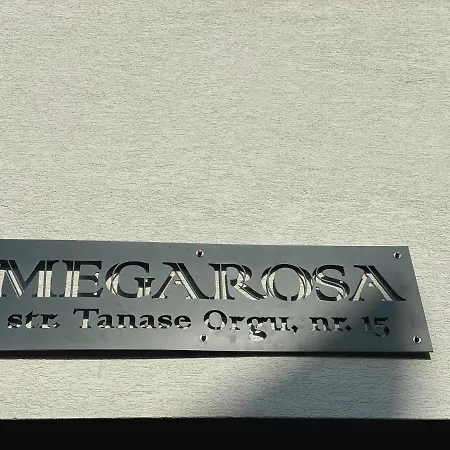 MEGAROSA
str. Tanase Orgu, nr. 15